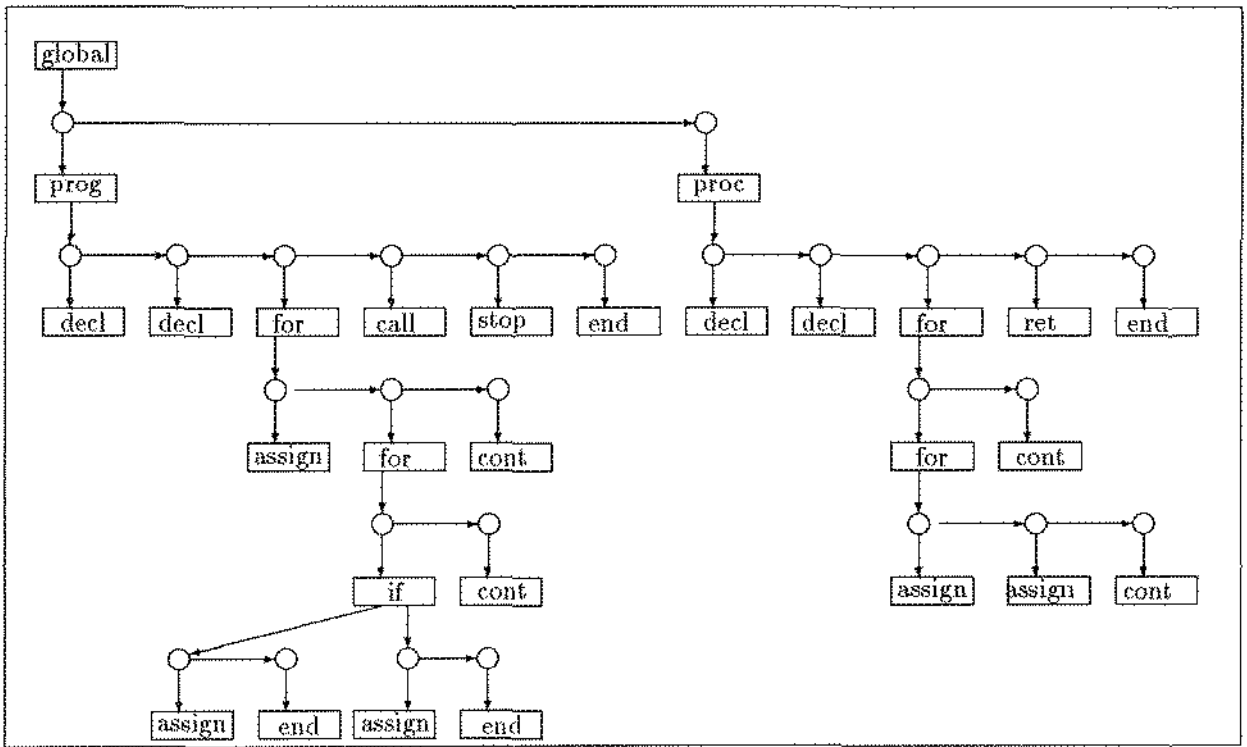 global
prog proc
decl decl for call stop end decl decl for ret end
assign for cont for cont
if cont assign assign cont
assign end assign end